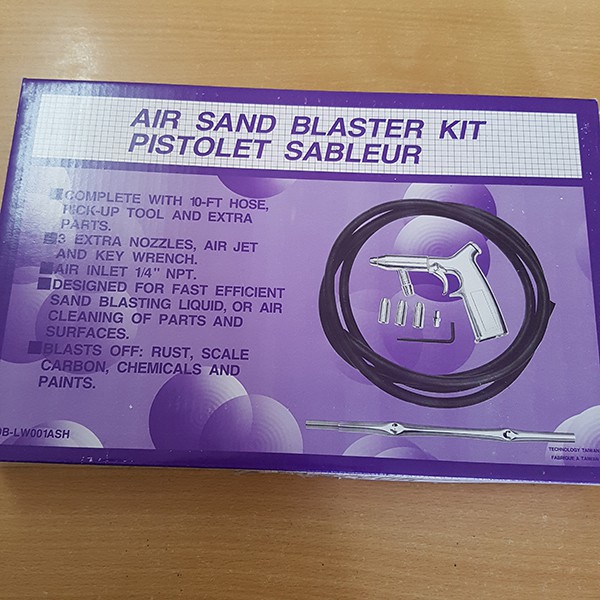 AIR SAND BLASTER KIT
PISTOLET SABLEUR
COMPLETE WITH 10-FT HOSE,
PICK-UP TOOL AND EXTRA
PARTS.
3 EXTRA NOZZLES, AIR JET
AND KEY WRENCH.
AIR INLET 1/4" NPT.
DESIGNED FOR FAST EFFICIENT
SAND BLASTING LIQUID, OR AIR
CLEANING OF PARTS AND
SURFACES.
BLASTS OFF: RUST, SCALE
CARBON, CHEMICALS AND
PAINTS.
B-LW001ASH
TECHNOLOGY TAIWAN